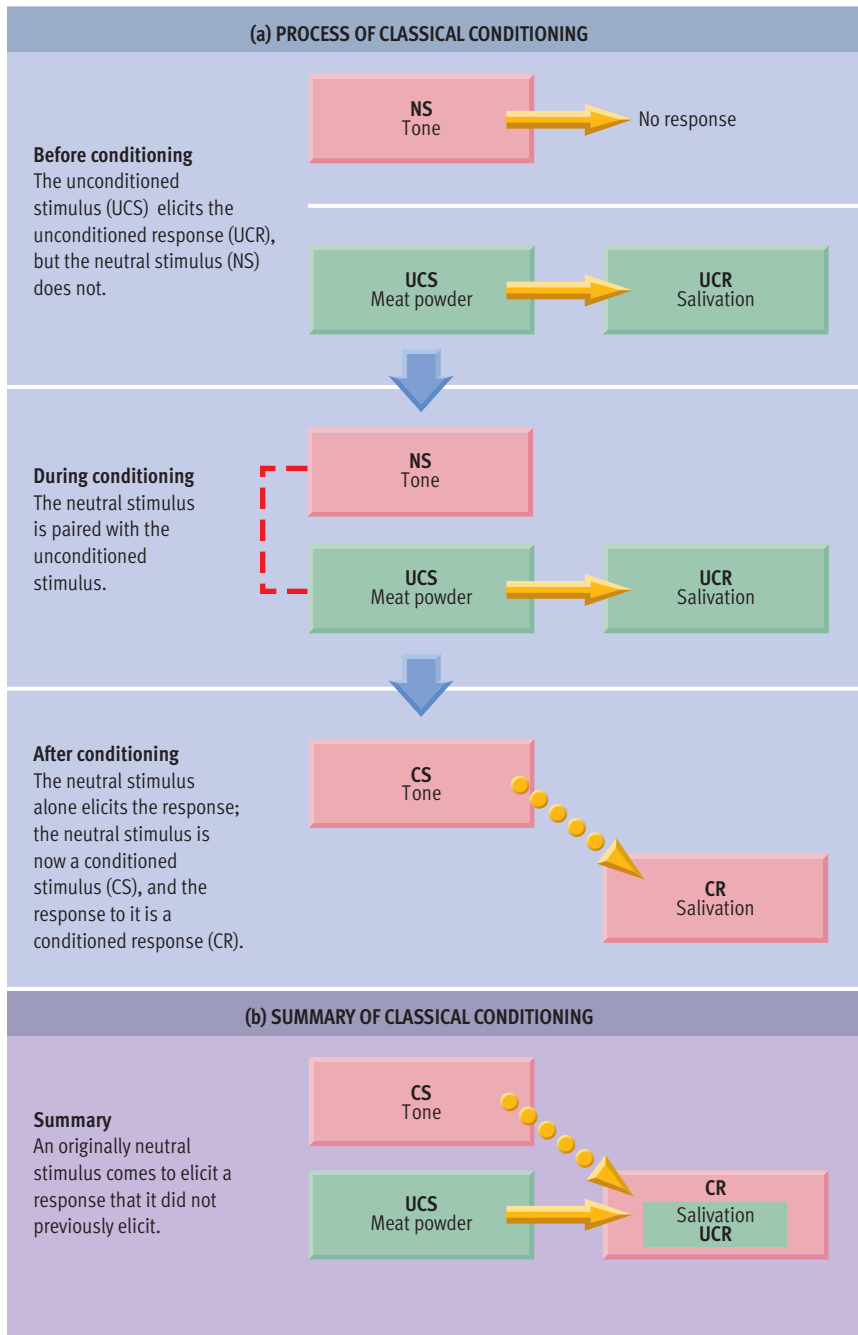 (a) PROCESS OF CLASSICAL CONDITIONING
NS
Tone
No response
Before conditioning
The unconditioned
stimulus (UCS) elicits the
unconditioned response (UCR),
but the neutral stimulus (NS)
does not.
UCS
Meat powder
UCR
Salivation
During conditioning
The neutral stimulus
is paired with the
unconditioned
stimulus.
NS
Tone
UCS
Meat powder
UCR
Salivation
After conditioning
The neutral stimulus
alone elicits the response;
the neutral stimulus is
now a conditioned
stimulus (CS), and the
response to it is a
conditioned response (CR).
CS
Tone
CR
Salivation
(b) SUMMARY OF CLASSICAL CONDITIONING
Summary
An originally neutral
stimulus comes to elicit a
response that it did not
previously elicit.
CS
Tone
UCS
Meat powder
CR
Salivation
UCR